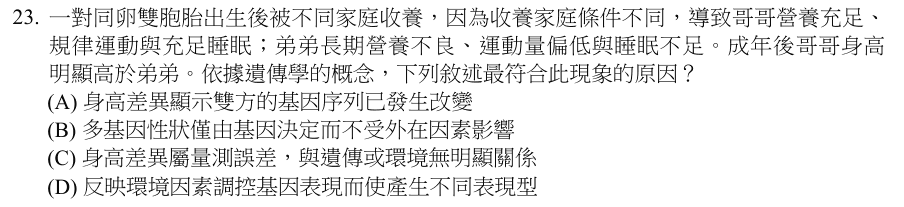 23. 一對同卵雙胞胎出生後被不同家庭收養,因為收養家庭條件不同,導致哥哥營養充足、
規律運動與充足睡眠;弟弟長期營養不良、運動量偏低與睡眠不足。成年後哥哥身高
明顯高於弟弟。依據遺傳學的概念,下列敘述最符合此現象的原因?
(A) 身高差異顯示雙方的基因序列已發生改變
(B) 多基因性狀僅由基因決定而不受外在因素影響
(C) 身高差異屬量測誤差,與遺傳或環境無明顯關係
(D) 反映環境因素調控基因表現而使產生不同表現型